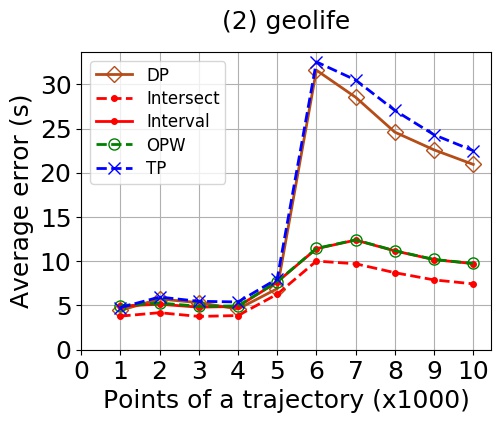 (2) geolife
Average error (s)
30
25
20
15
10
5
0
DP
Intersect
Interval
OPW
TP
0 1 2 3 4 5 6 7 8 9 10
Points of a trajectory (x1000)